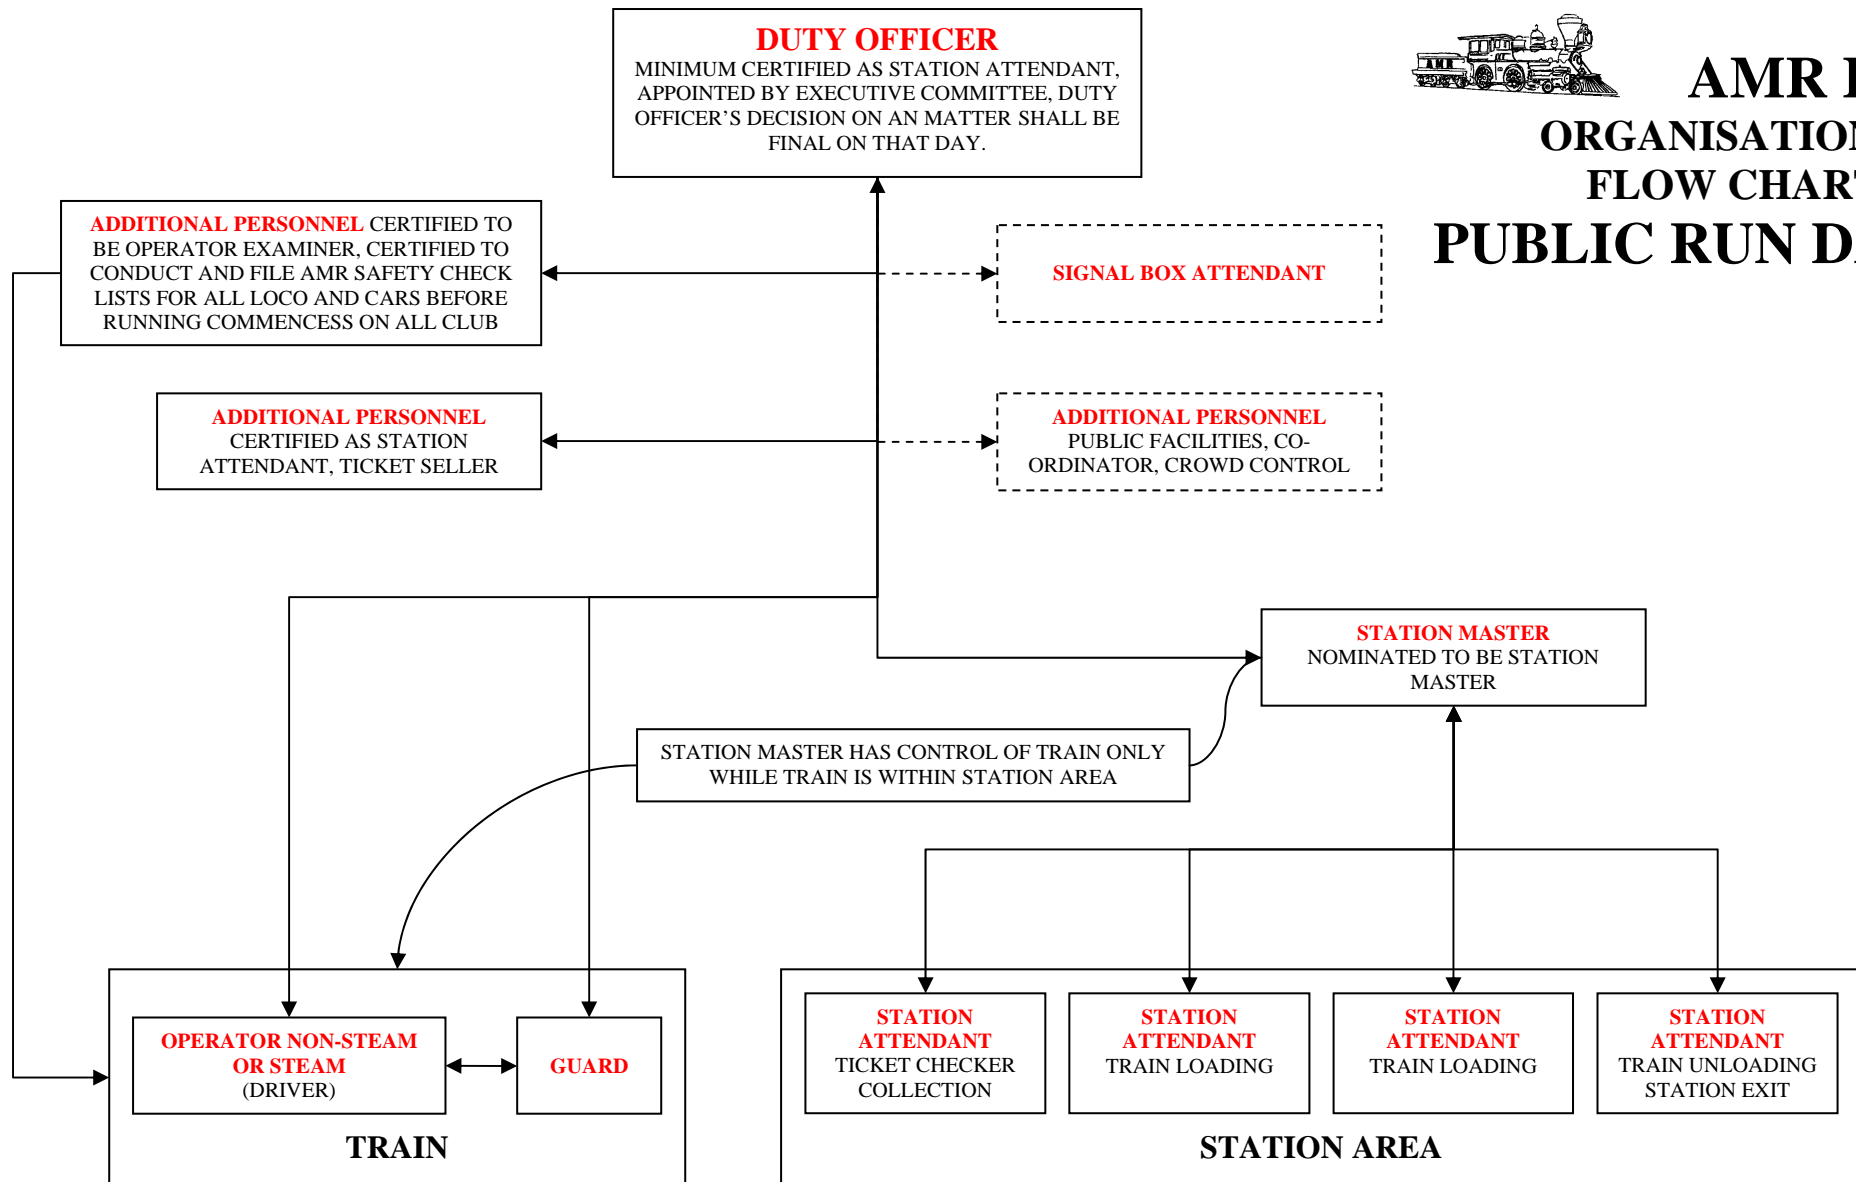 DUTY OFFICER
MINIMUM CERTIFIED AS STATION ATTENDANT,
APPOINTED BY EXECUTIVE COMMITTEE, DUTY
OFFICER’S DECISION ON AN MATTER SHALL BE
FINAL ON THAT DAY.
AMR
AMR
ORGANISATION
FLOW CHART
PUBLIC RUN
ADDITIONAL PERSONNEL CERTIFIED TO
BE OPERATOR EXAMINER, CERTIFIED TO
CONDUCT AND FILE AMR SAFETY CHECK
LISTS FOR ALL LOCO AND CARS BEFORE
RUNNING COMMENCESS ON ALL CLUB
SIGNAL BOX ATTENDANT
ADDITIONAL PERSONNEL
CERTIFIED AS STATION
ATTENDANT, TICKET SELLER
ADDITIONAL PERSONNEL
PUBLIC FACILITIES, CO-
ORDINATOR, CROWD CONTROL
STATION MASTER
NOMINATED TO BE STATION
MASTER
STATION MASTER HAS CONTROL OF TRAIN ONLY
WHILE TRAIN IS WITHIN STATION AREA
OPERATOR NON-STEAM
OR STEAM
(DRIVER)
GUARD
TRAIN
STATION
ATTENDANT
TICKET CHECKER
COLLECTION
STATION
ATTENDANT
TRAIN LOADING
STATION
ATTENDANT
TRAIN LOADING
STATION
ATTENDANT
TRAIN UNLOADING
STATION EXIT
STATION AREA